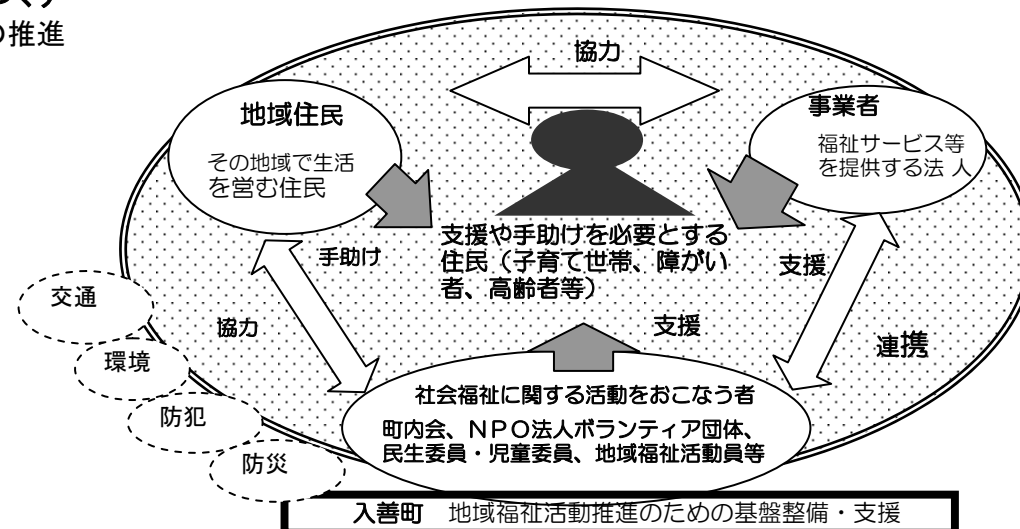 の推進
協力
地域住民
その地域で生活
を営む住民
事業者
福祉サービス等
を提供する法 人
手助け
支援や手助けを必要とする
住民（子育て世帯、障がい
者、高齢者等）
支援
交通
協力
支援
連携
環境
社会福祉に関する活動をおこなう者
町内会、ＮＰＯ法人ボランティア団体、
民生委員・児童委員、地域福祉活動員等
防犯
防災
入善町　地域福祉活動推進のための基盤整備・支援